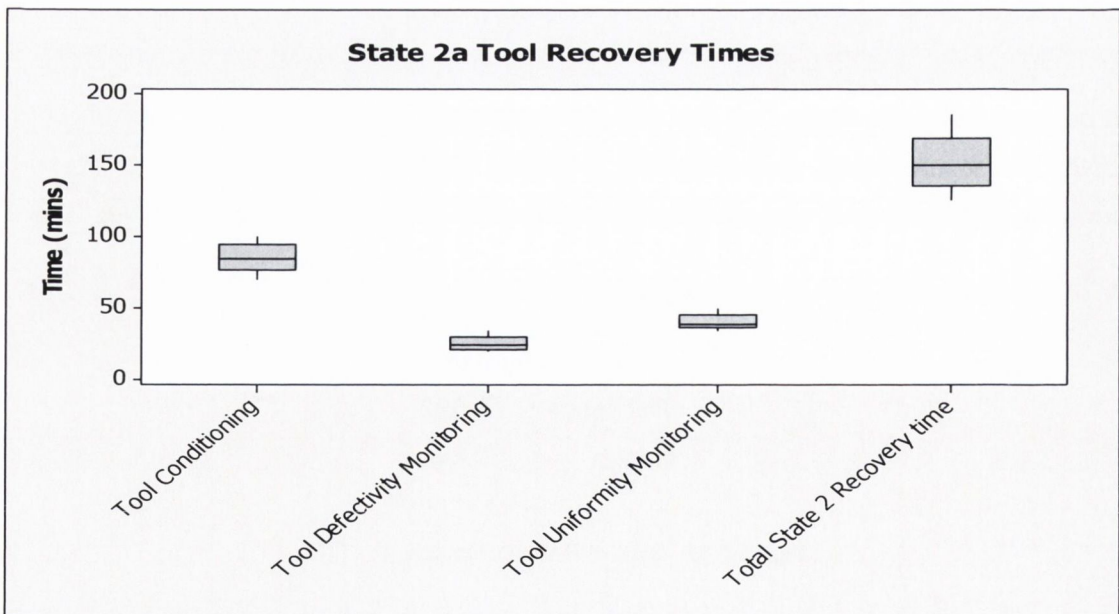 State 2a Tool Recovery Times
Time (mins)
200
150
100
50
0
Tool Conditioning
Tool Defectivity Monitoring
Tool Uniformity Monitoring
Total State 2 Recovery time